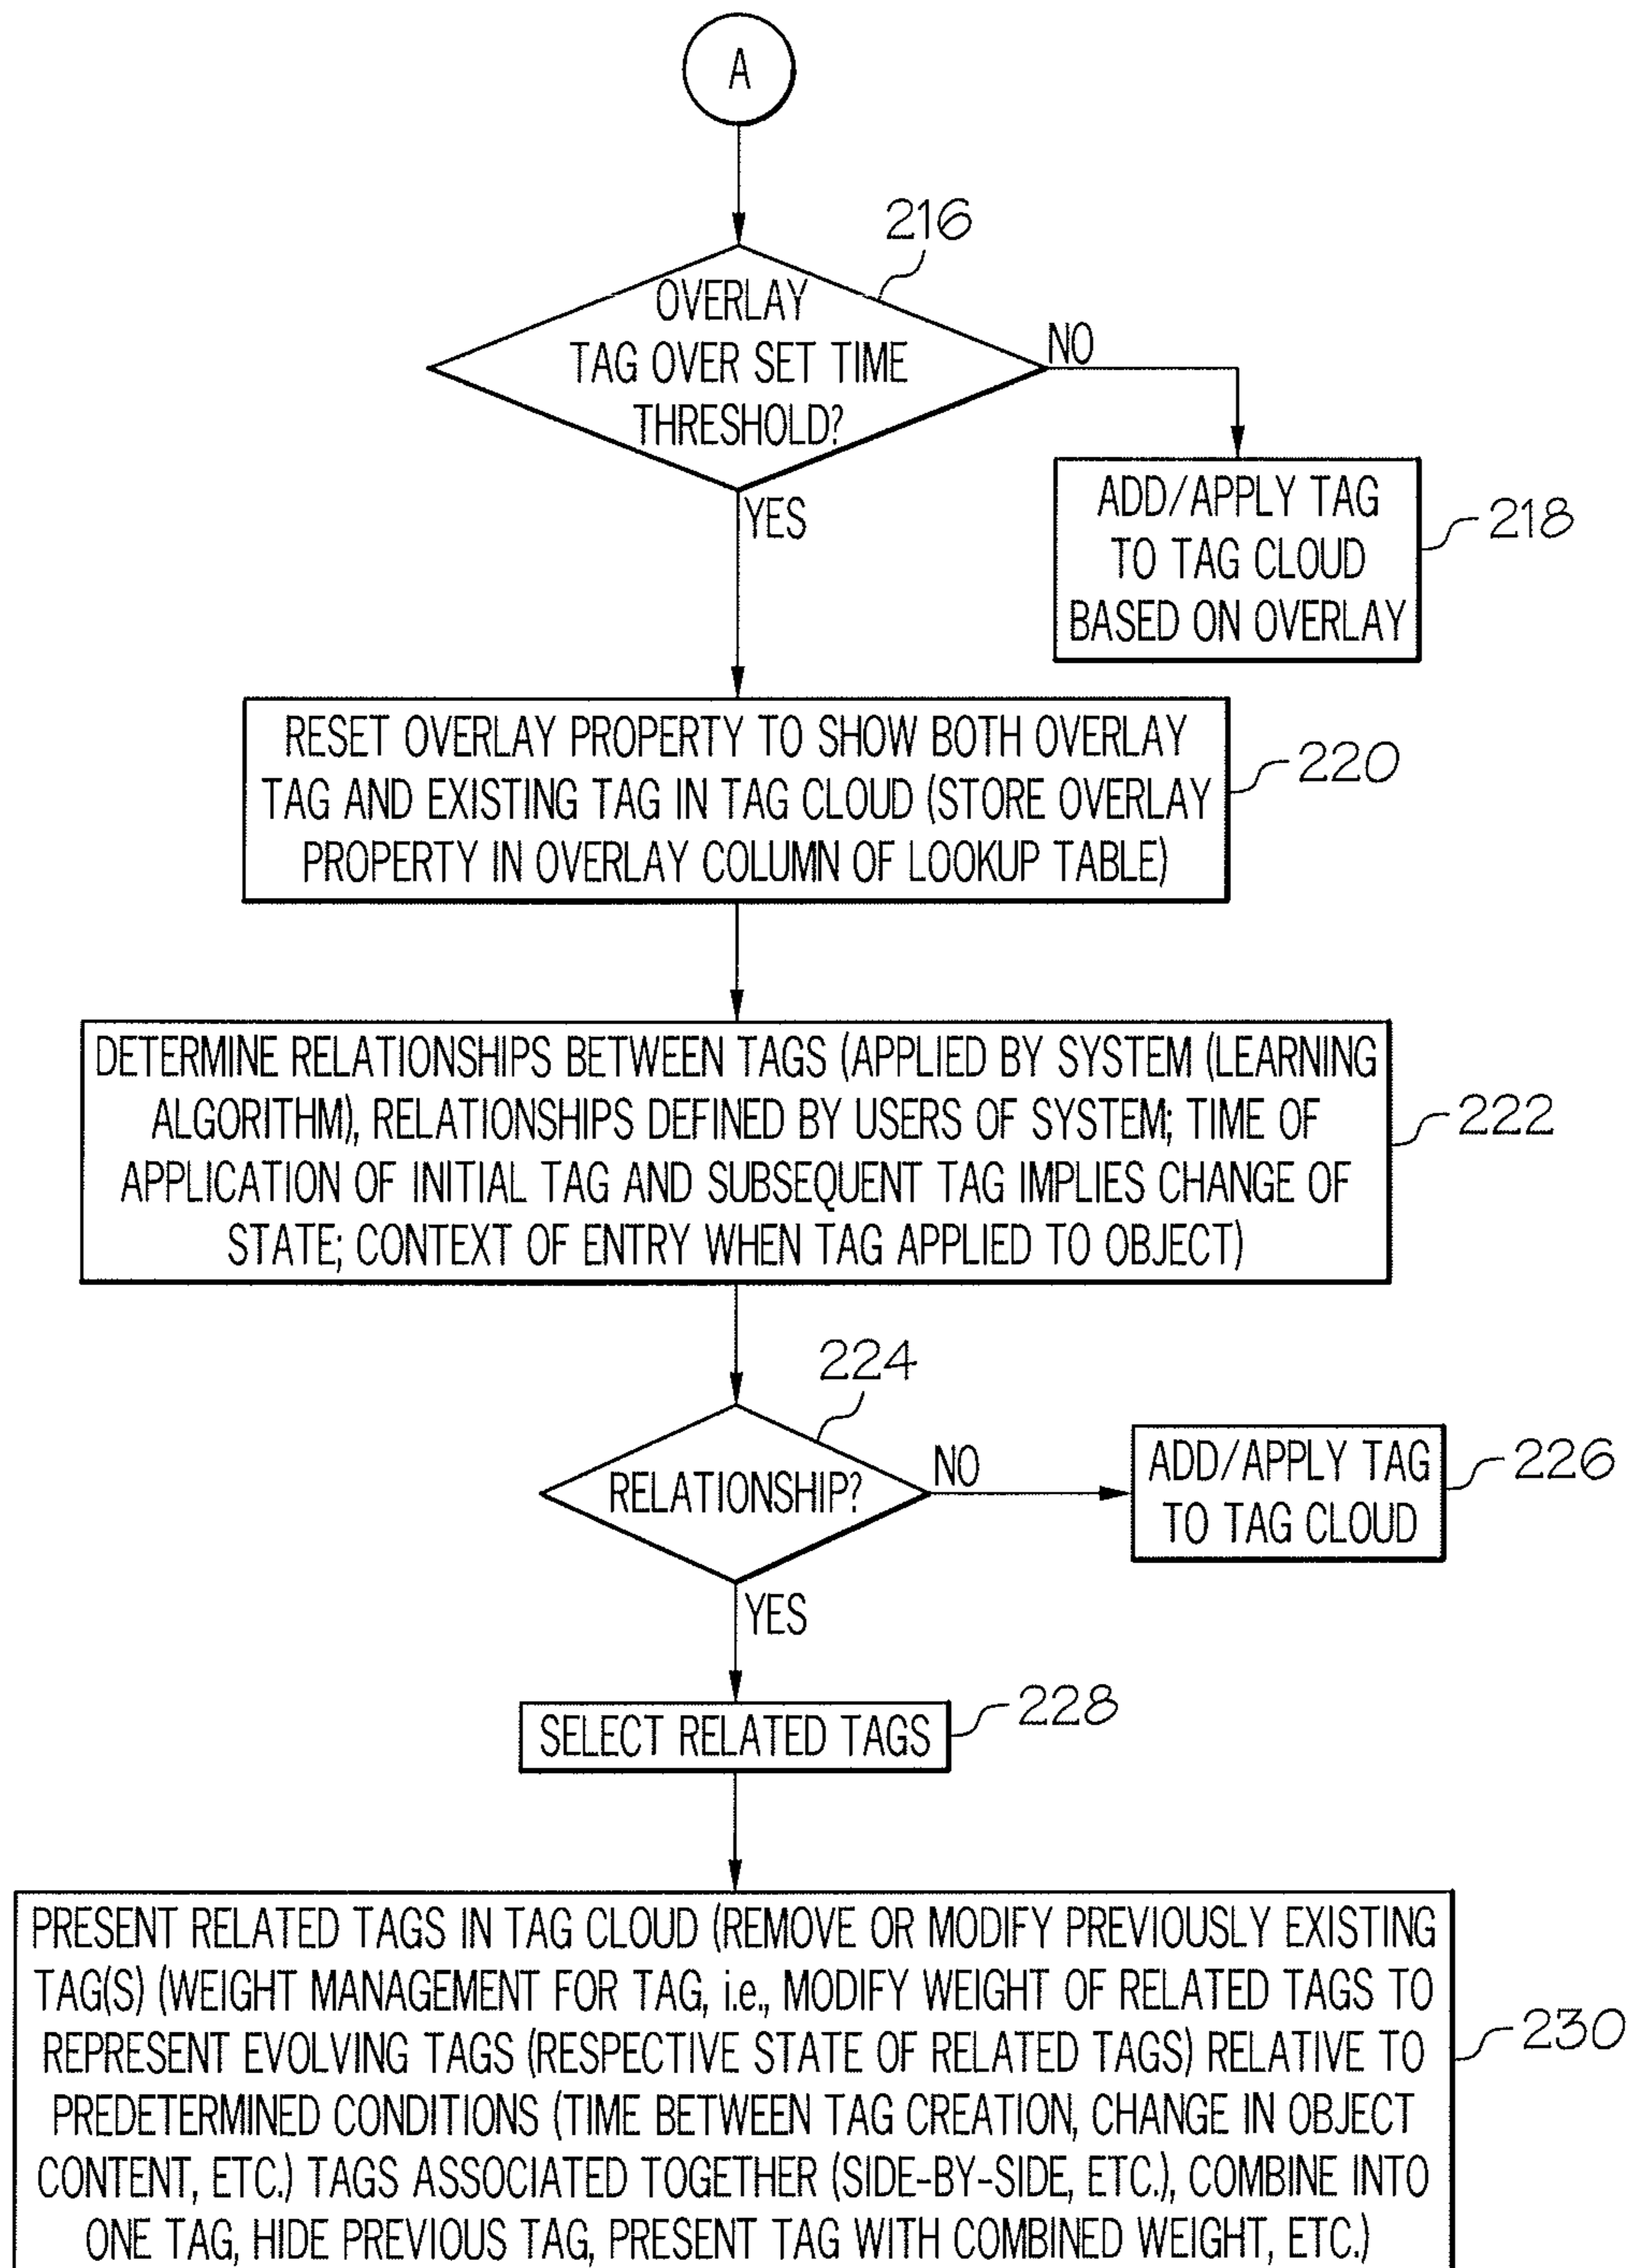 A
216
OVERLAY
TAG OVER SET TIME
THRESHOLD?
NO
YES
ADD/APPLY TAG
TO TAG CLOUD
BASED ON OVERLAY
218
RESET OVERLAY PROPERTY TO SHOW BOTH OVERLAY
TAG AND EXISTING TAG IN TAG CLOUD (STORE OVERLAY
PROPERTY IN OVERLAY COLUMN OF LOOKUP TABLE)
220
DETERMINE RELATIONSHIPS BETWEEN TAGS (APPLIED BY SYSTEM (LEARNING
ALGORITHM), RELATIONSHIPS DEFINED BY USERS OF SYSTEM; TIME OF
APPLICATION OF INITIAL TAG AND SUBSEQUENT TAG IMPLIES CHANGE OF
STATE; CONTEXT OF ENTRY WHEN TAG APPLIED TO OBJECT)
222
224
RELATIONSHIP?
NO
ADD/APPLY TAG
TO TAG CLOUD
226
YES
SELECT RELATED TAGS
228
PRESENT RELATED TAGS IN TAG CLOUD (REMOVE OR MODIFY PREVIOUSLY EXISTING
TAG(S) (WEIGHT MANAGEMENT FOR TAG, i.e., MODIFY WEIGHT OF RELATED TAGS TO
REPRESENT EVOLVING TAGS (RESPECTIVE STATE OF RELATED TAGS) RELATIVE TO
PREDETERMINED CONDITIONS (TIME BETWEEN TAG CREATION, CHANGE IN OBJECT
CONTENT, ETC.) TAGS ASSOCIATED TOGETHER (SIDE-BY-SIDE, ETC.), COMBINE INTO
ONE TAG, HIDE PREVIOUS TAG, PRESENT TAG WITH COMBINED WEIGHT, ETC.)
230